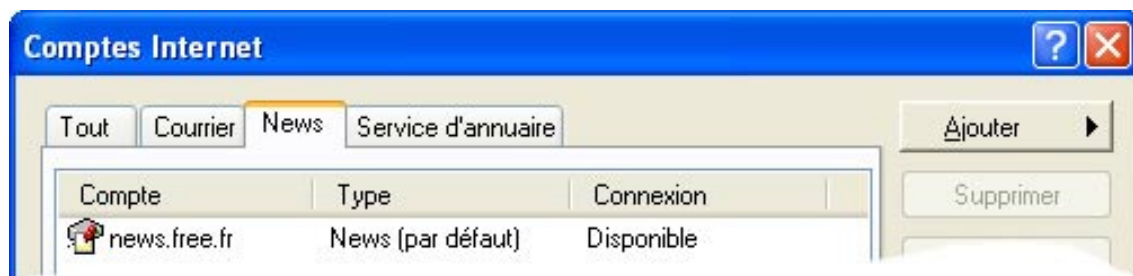 Comptes Internet
Tout Courrier News Service d'annuaire Ajouter
Compte Type Connexion Supprimer
news.free.fr News (par défaut) Disponible